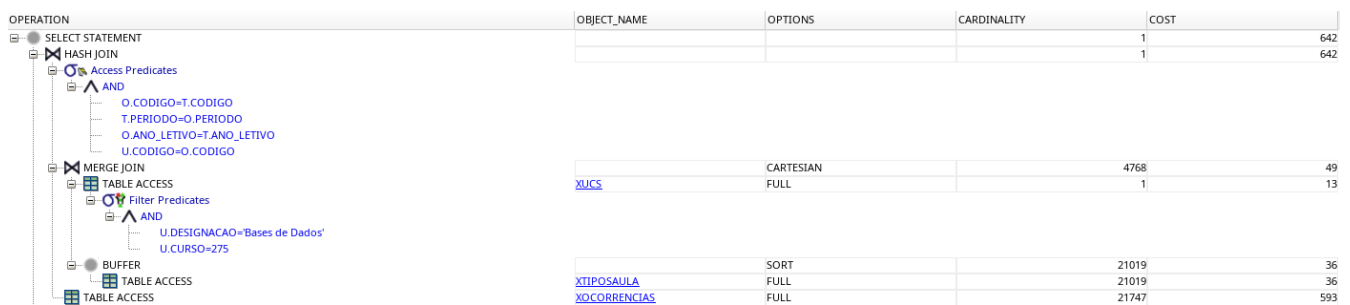 OPERATION OBJECT_NAME OPTIONS CARDINALITY COST
SELECT STATEMENT 1 642
HASH JOIN 1 642
Access Predicates
AND
O.CODIGO=T.CODIGO
T.PERIODO=O.PERIODO
O.ANO_LETIVO=T.ANO_LETIVO
U.CODIGO=O.CODIGO
MERGE JOIN CARTESIAN 4768 49
TABLE ACCESS XUCS FULL 1 13
Filter Predicates
AND
U.DESIGNACAO='Bases de Dados'
U.CURSO=275
BUFFER SORT 21019 36
TABLE ACCESS XTIPOSAULA FULL 21019 36
TABLE ACCESS XOCORRENCIAS FULL 21747 593